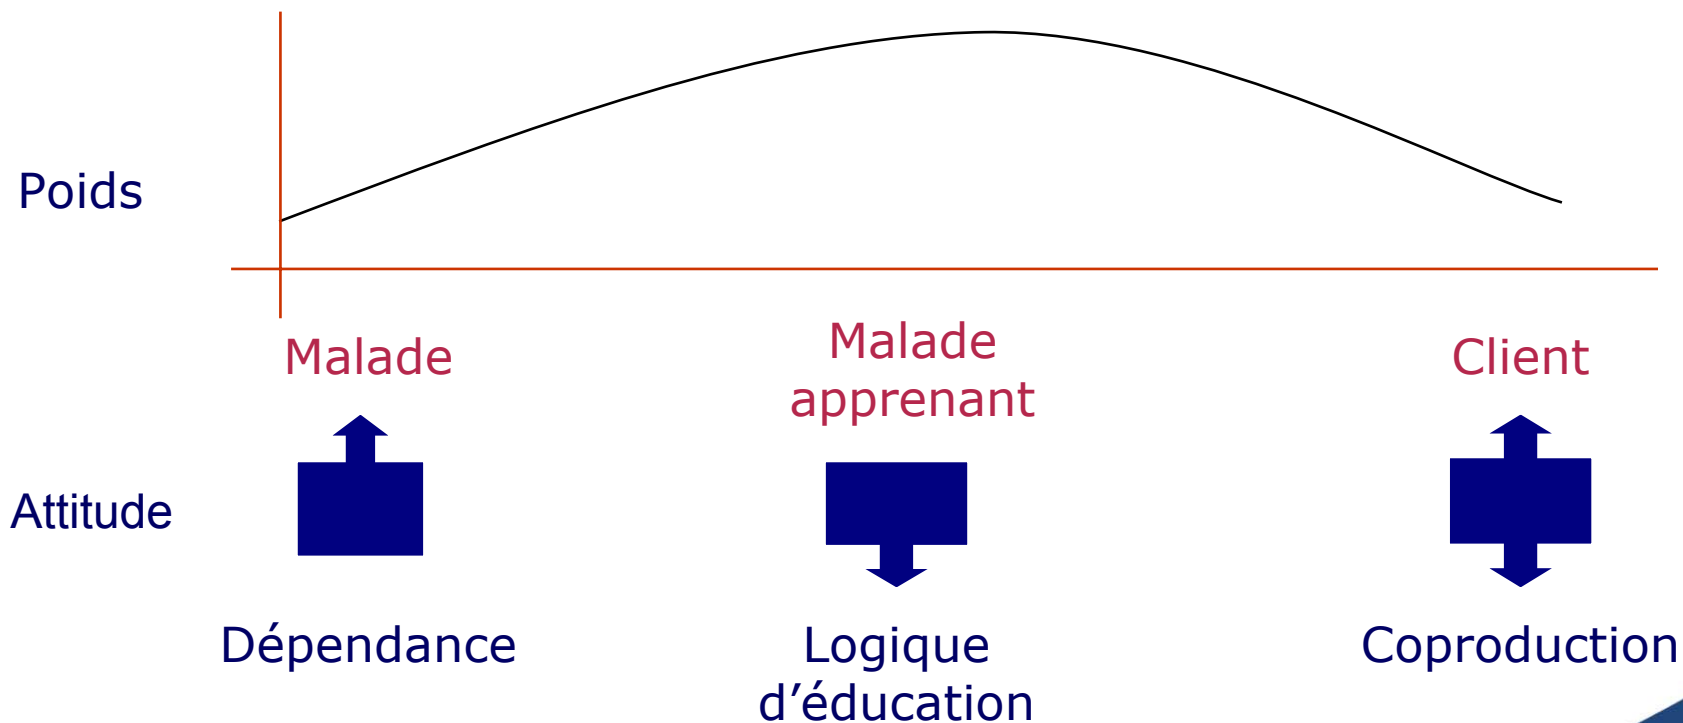 Poids
Malade
Malade
apprenant
Client
Attitude
Dépendance
Logique
d’éducation
Coproduction